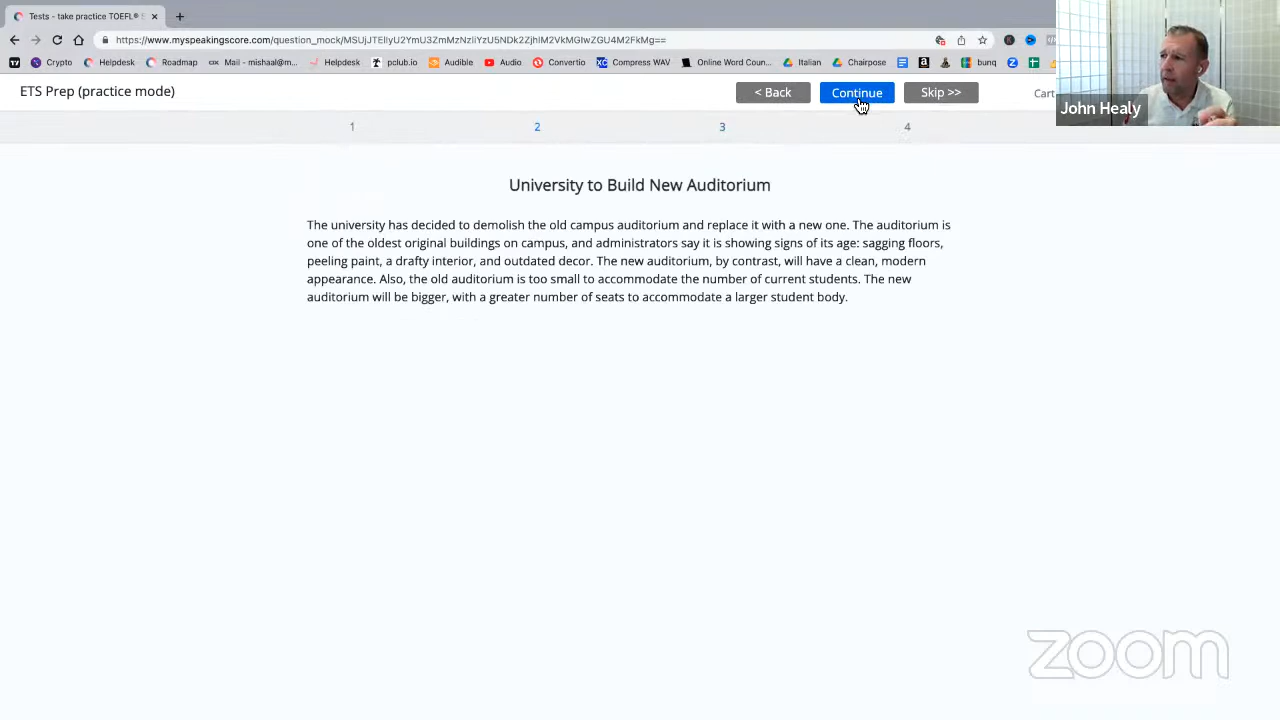 Tests - take practice TOEFL® S
https://www.myspeakingscore.com/question_mock/
Crypto Helpdesk Roadmap Mail - mishaal@m... Helpdesk pclub.io Audible Audio Convertio Compress WAV Online Word Coun... Italian Chairpose bunq
ETS Prep (practice mode)
< Back Continue Skip >> Cart
John Healy
1 2 3 4
University to Build New Auditorium
The university has decided to demolish the old campus auditorium and replace it with a new one. The auditorium is
one of the oldest original buildings on campus, and administrators say it is showing signs of its age: sagging floors,
peeling paint, a drafty interior, and outdated decor. The new auditorium, by contrast, will have a clean, modern
appearance. Also, the old auditorium is too small to accommodate the number of current students. The new
auditorium will be bigger, with a greater number of seats to accommodate a larger student body.
zoom